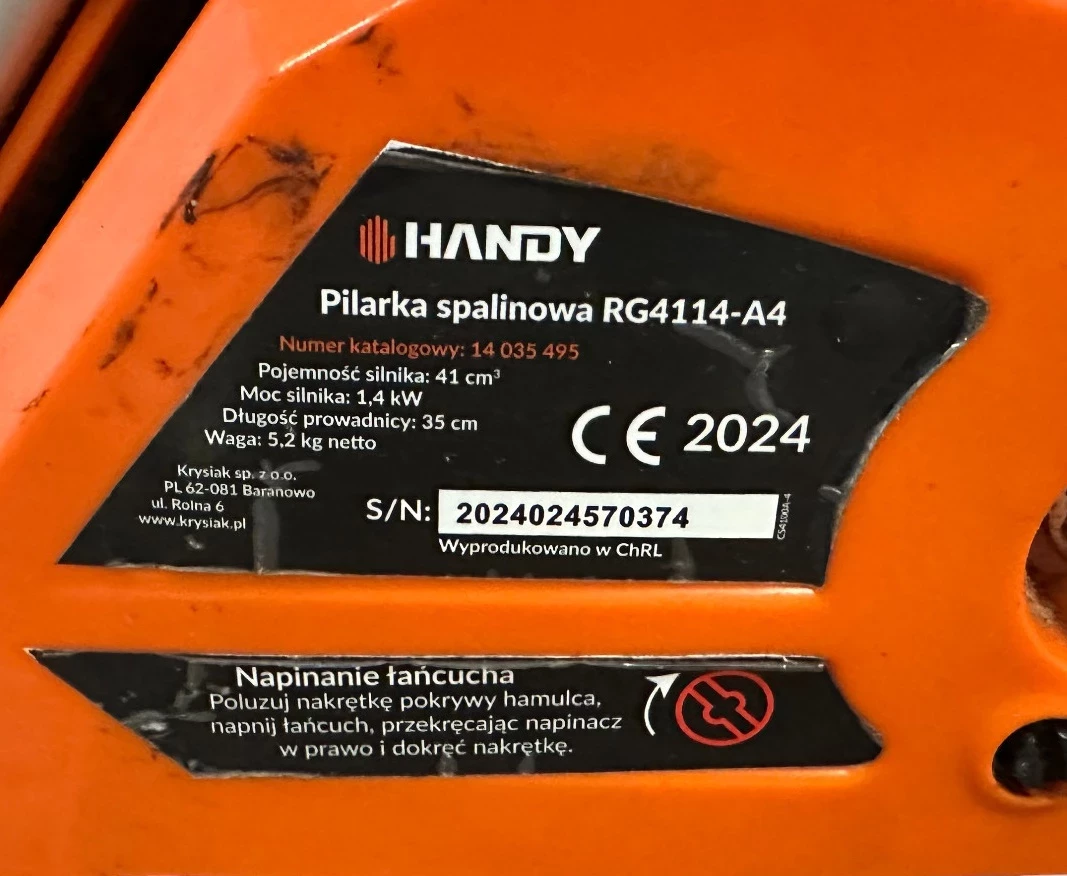 HANDY
Pilarka spalinowa RG4114-A4
Numer katalogowy: 14 035 495
Pojemność silnika: 41 cm³
Moc silnika: 1,4 kW
Długość prowadnicy: 35 cm
Waga: 5,2 kg netto
CE 2024
Krysiak sp. z o.o.
PL 62-081 Baranowo
ul. Rolna 6
www.krysiak.pl
S/N: 2024024570374
CS4100A-4
Wyprodukowano w ChRL
Napinanie łańcucha
Poluzuj nakrętkę pokrywy hamulca,
napnij łańcuch, przekręcając napinacz
w prawo i dokręć nakrętkę.